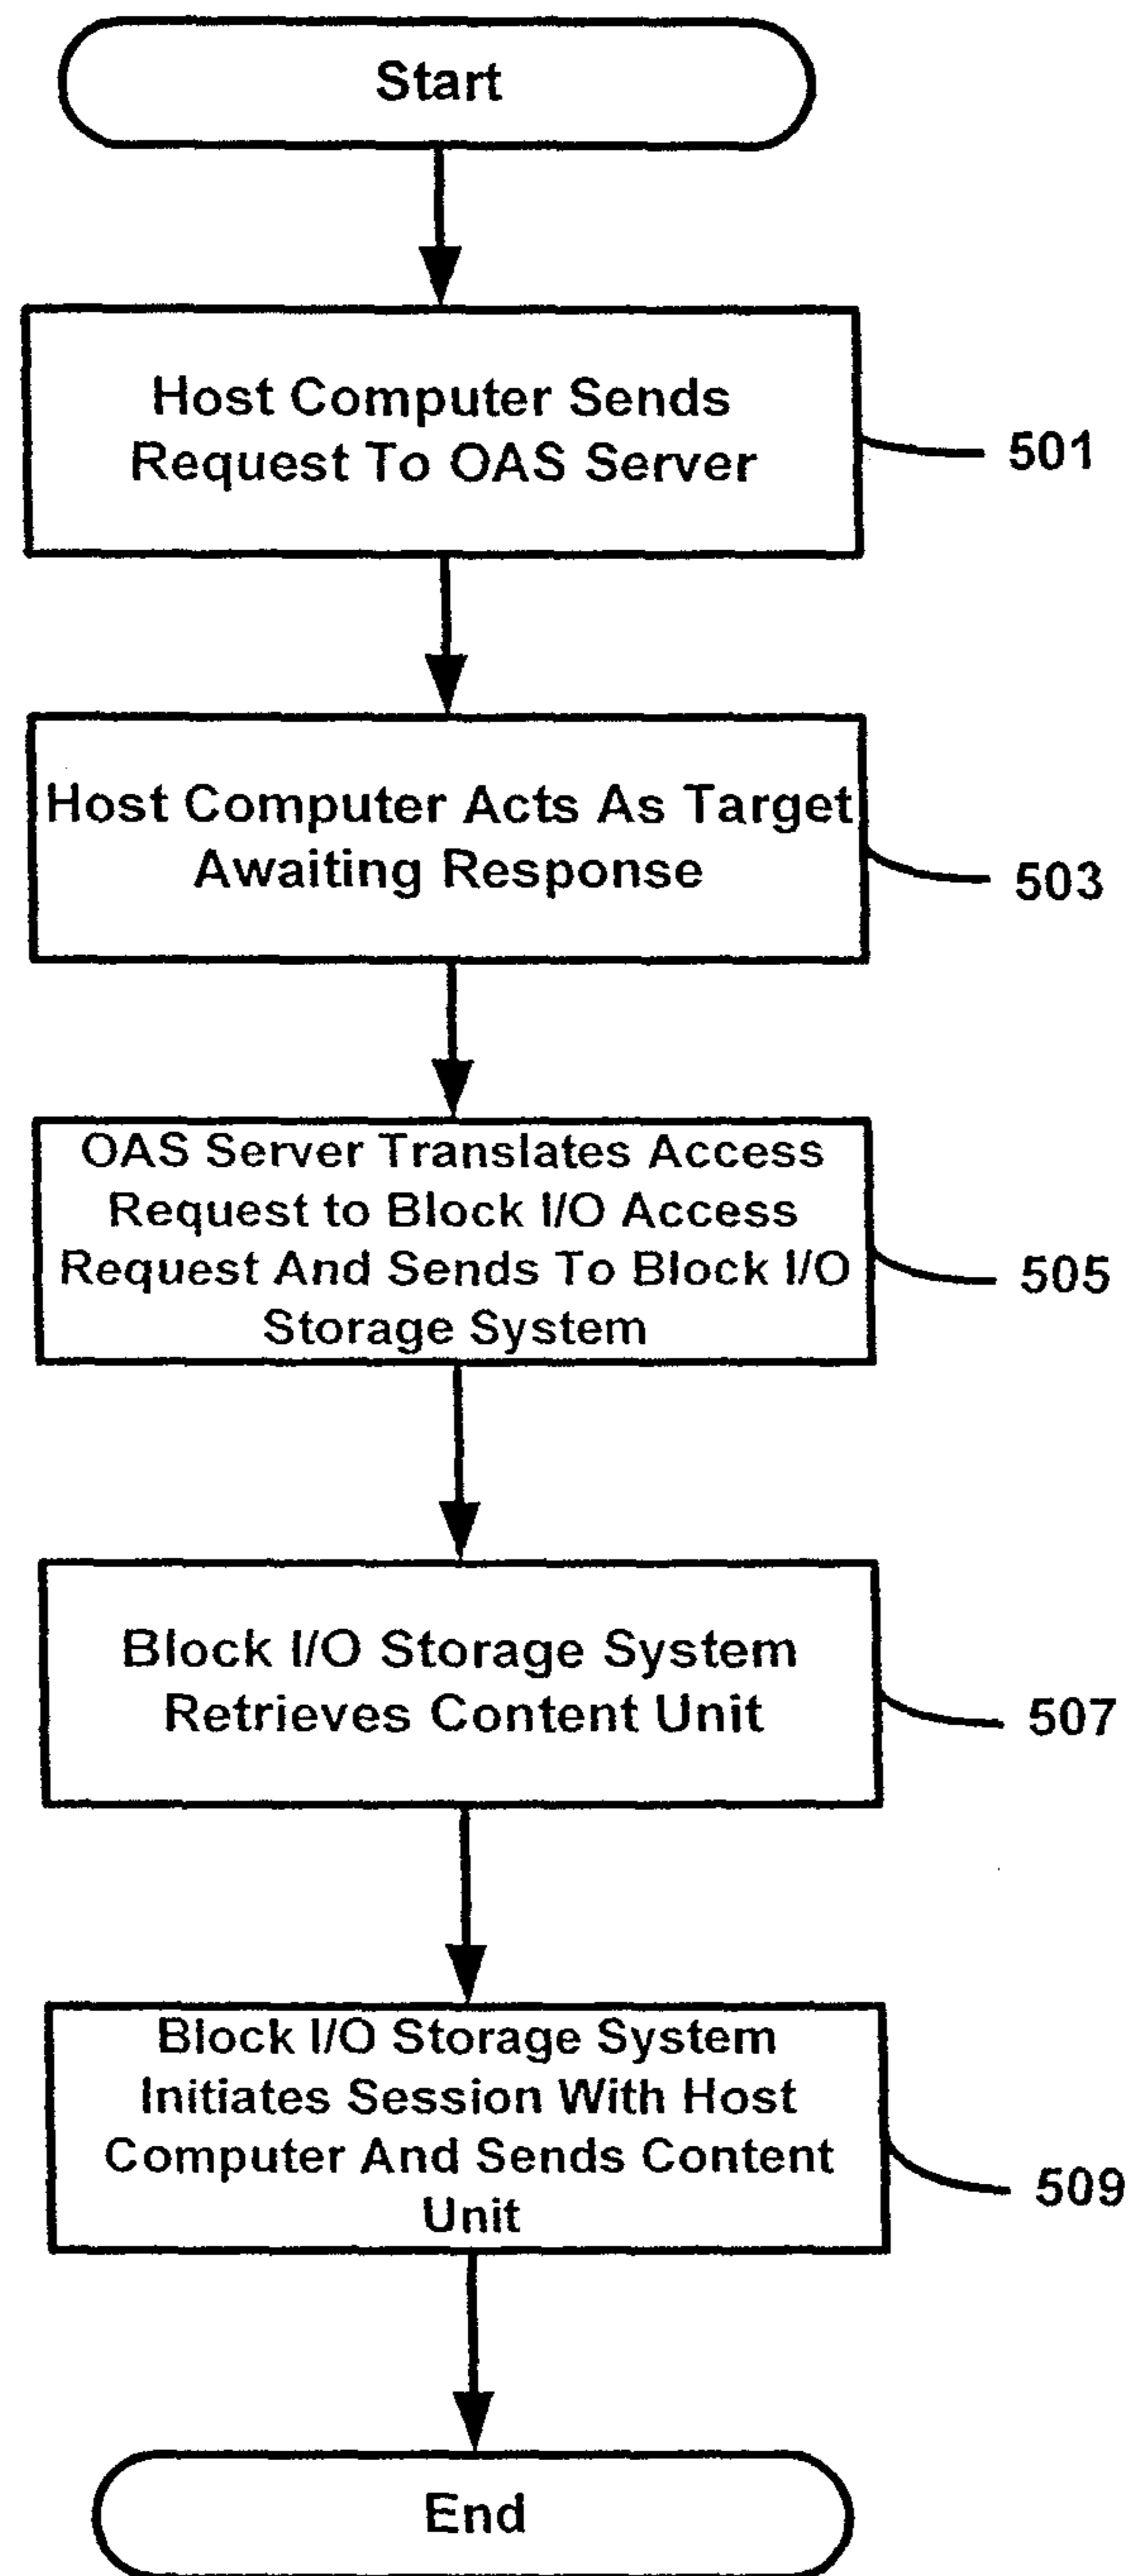 Start
Host Computer Sends
Request To OAS Server
501
Host Computer Acts As Target
Awaiting Response
503
OAS Server Translates Access
Request to Block I/O Access
Request And Sends To Block I/O
Storage System
505
Block I/O Storage System
Retrieves Content Unit
507
Block I/O Storage System
Initiates Session With Host
Computer And Sends Content
Unit
509
End